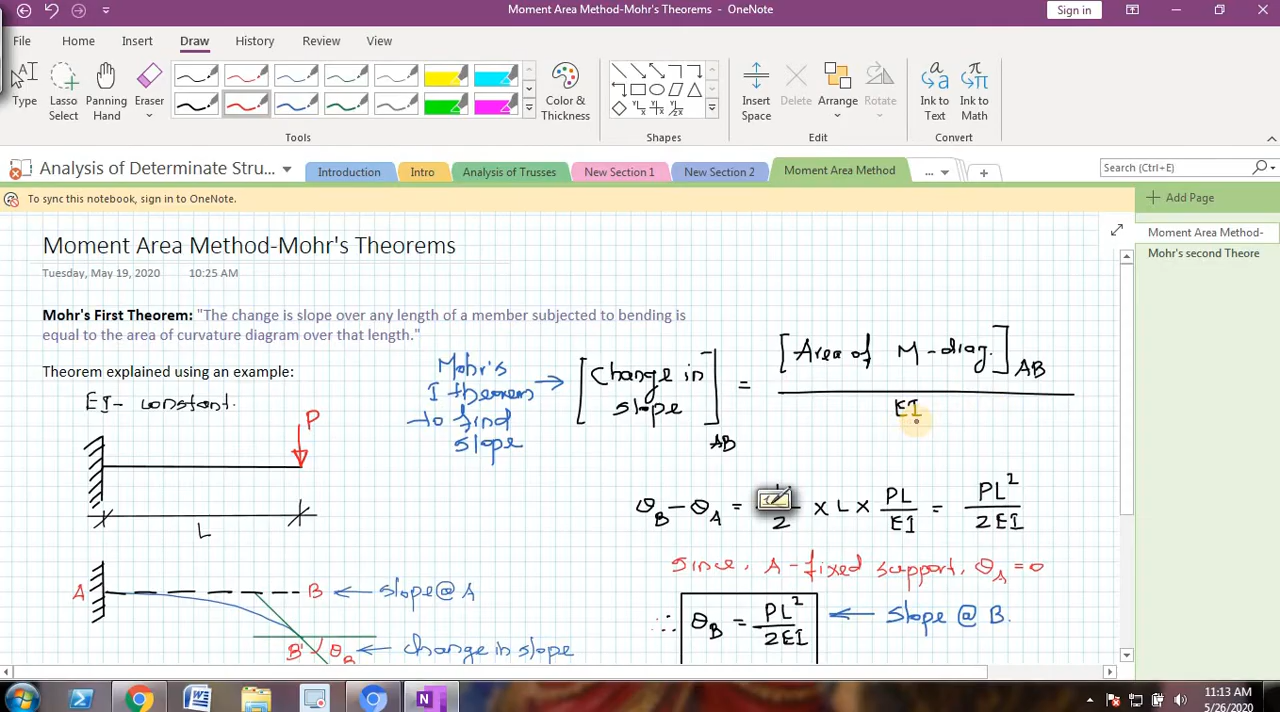 Moment Area Method-Mohr's Theorems - OneNote
Sign in
File Home Insert Draw History Review View
Type
Lasso Select
Panning Hand
Eraser
Color & Thickness
Insert Space
Delete
Arrange
Rotate
Ink to Text
Ink to Math
Tools
Shapes
Edit
Convert
Analysis of Determinate Stru...
Introduction
Intro
Analysis of Trusses
New Section 1
New Section 2
Moment Area Method
...
Search (Ctrl+E)
To sync this notebook, sign in to OneNote.
Add Page
Moment Area Method-
Mohr's second Theore
Moment Area Method-Mohr's Theorems
Tuesday, May 19, 2020 10:25 AM
Mohr's First Theorem: "The change is slope over any length of a member subjected to bending is
equal to the area of curvature diagram over that length."
Theorem explained using an example:
EI- constant.
P
L
A
B ← slope@A
B' θB ← change in slope
Mohr's
I theorem →
to find
slope
[Change in slope]AB = [Area of M-diag.]AB / EI
θB - θA = /2 × L × PL/EI = PL²/2EI
Since, A-fixed support, θA = 0
∴ θB = PL²/2EI ← Slope @ B.
11:13 AM
5/26/2020